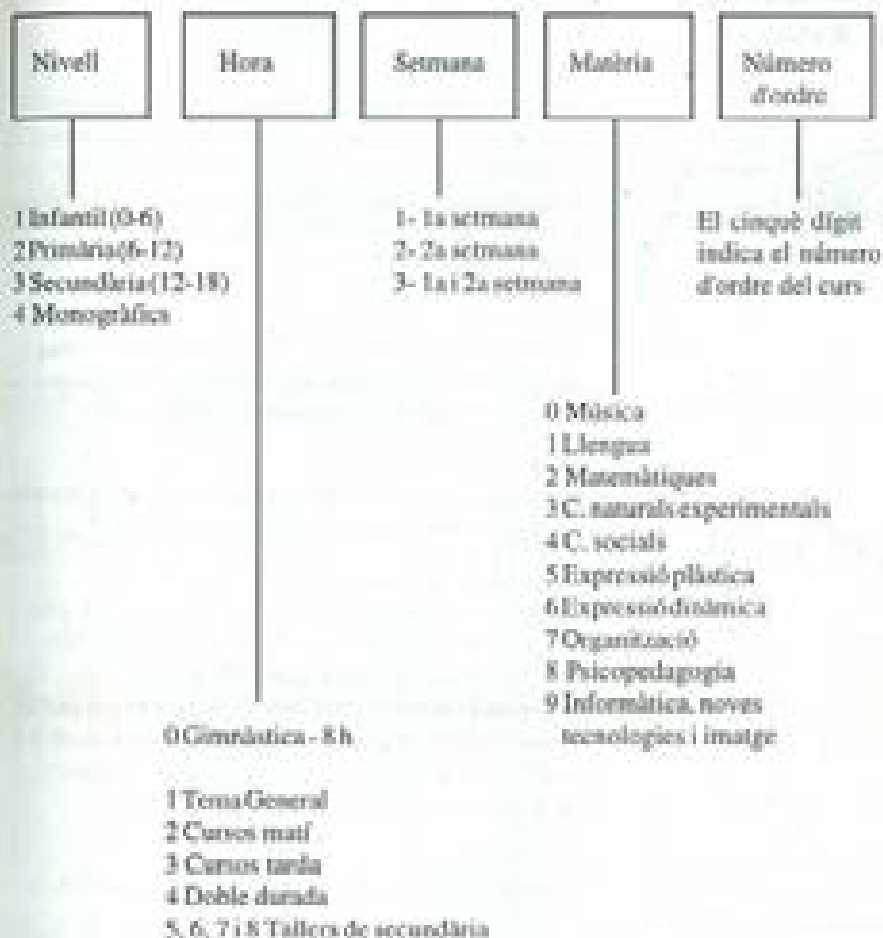 Nivell
Hora
Setmana
Matèria
Número
d'ordre
1 Infantil (0-6)
2 Primària (6-12)
3 Secundària (12-18)
4 Monogràfics
1- 1a setmana
2- 2a setmana
3- 1a i 2a setmana
El cinquè dígit
indica el número
d'ordre del curs
0 Música
1 Llengua
2 Matemàtiques
3 C. naturals experimentals
4 C. socials
5 Expressió plàstica
6 Expressió dinàmica
7 Organització
8 Psicopedagogia
9 Informàtica, noves
tecnologies i imatge
0 Gimnàstica - 8 h
1 Tema General
2 Cursos matí
3 Cursos tarda
4 Doble durada
5, 6, 7 i 8 Tallers de secundària